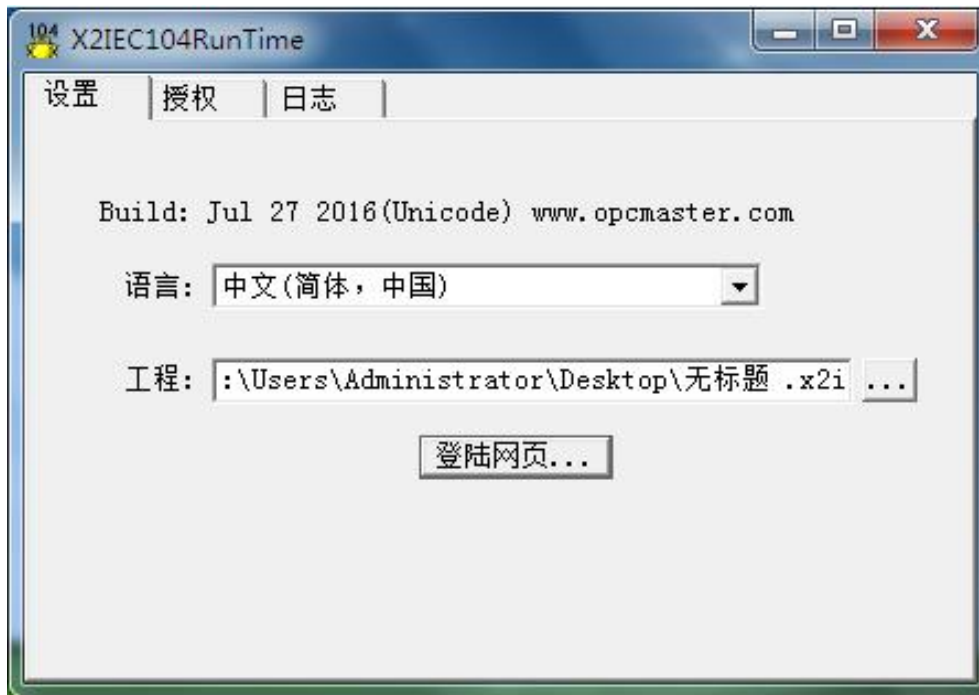 104
X2IEC104RunTime
设置 授权 日志
Build: Jul 27 2016(Unicode) www.opcmaster.com
语言: 中文(简体，中国)
工程: :\Users\Administrator\Desktop\无标题 .x2i ...
登陆网页...